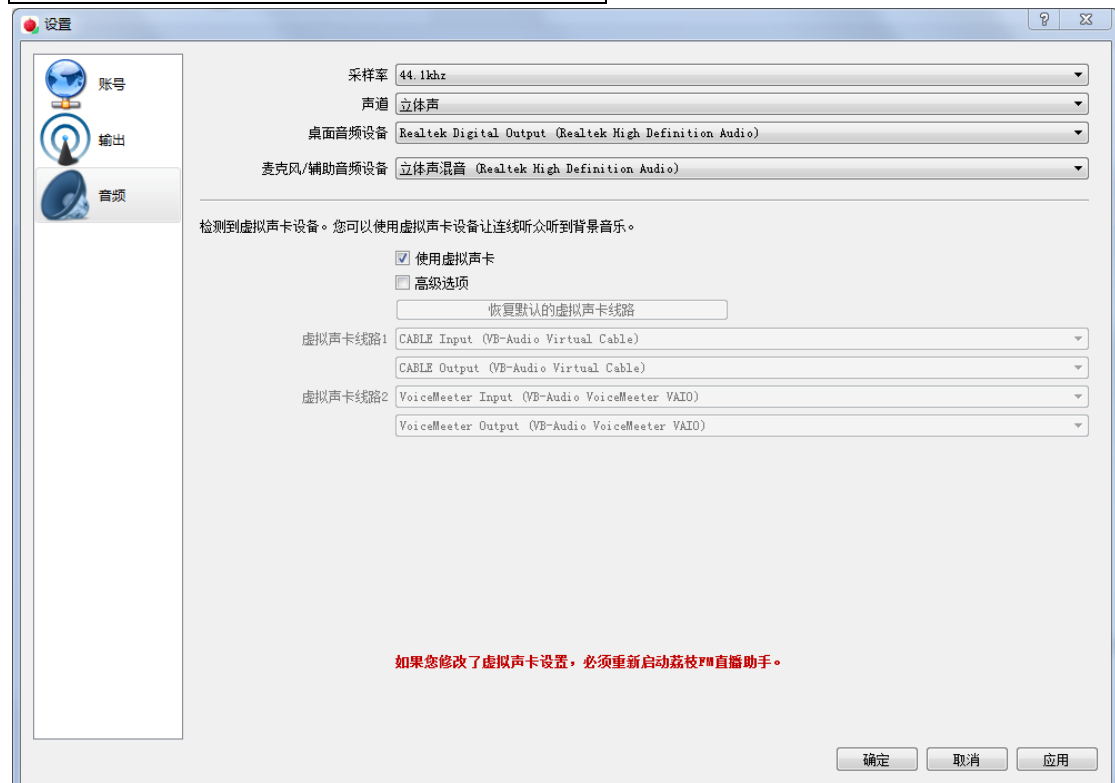 设置
账号
输出
音频
采样率 44.1khz
声道 立体声
桌面音频设备 Realtek Digital Output (Realtek High Definition Audio)
麦克风/辅助音频设备 立体声混音 (Realtek High Definition Audio)
检测到虚拟声卡设备。您可以使用虚拟声卡设备让连线听众听到背景音乐。
使用虚拟声卡
高级选项
恢复默认的虚拟声卡线路
虚拟声卡线路1 CABLE Input (VB-Audio Virtual Cable)
CABLE Output (VB-Audio Virtual Cable)
虚拟声卡线路2 VoiceMeeter Input (VB-Audio VoiceMeeter VAIO)
VoiceMeeter Output (VB-Audio VoiceMeeter VAIO)
如果您修改了虚拟声卡设置，必须重新启动荔枝FM直播助手。
确定 取消 应用